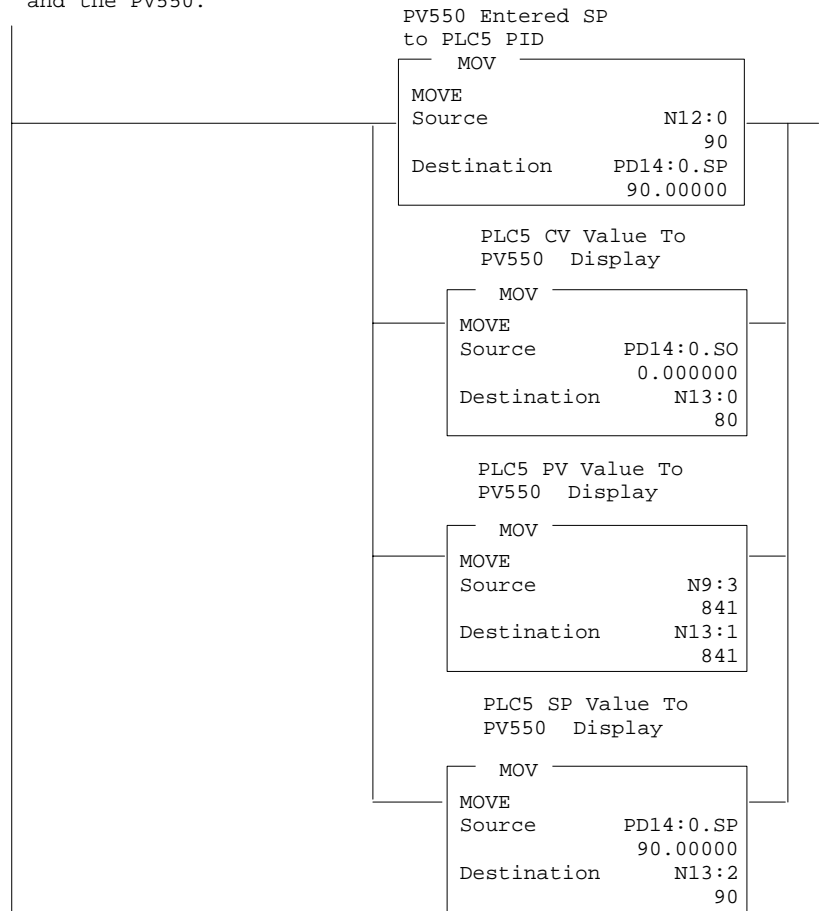 and the PV550.
PV550 Entered SP
to PLC5 PID
MOV
MOVE
Source N12:0
90
Destination PD14:0.SP
90.00000
PLC5 CV Value To
PV550 Display
MOV
MOVE
Source PD14:0.SO
0.000000
Destination N13:0
80
PLC5 PV Value To
PV550 Display
MOV
MOVE
Source N9:3
841
Destination N13:1
841
PLC5 SP Value To
PV550 Display
MOV
MOVE
Source PD14:0.SP
90.00000
Destination N13:2
90